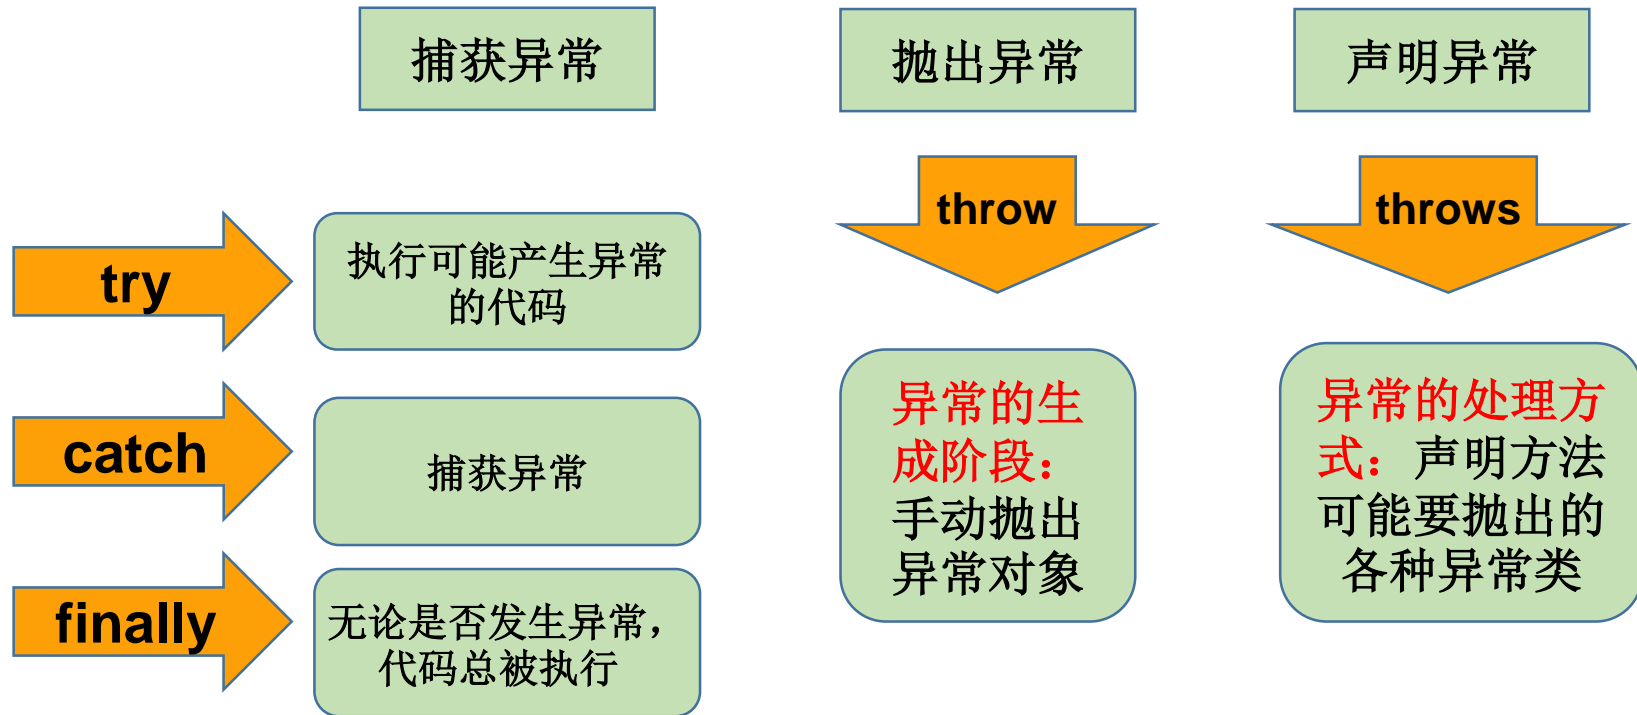 捕获异常
抛出异常
声明异常
try
执行可能产生异常
的代码
catch
捕获异常
finally
无论是否发生异常，
代码总被执行
throw
异常的生
成阶段：
手动抛出
异常对象
throws
异常的处理方
式：声明方法
可能要抛出的
各种异常类